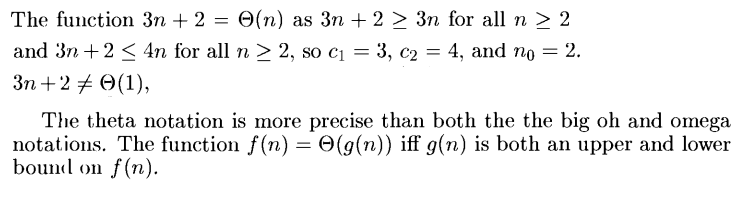 The function 3n + 2 = Θ(n) as 3n + 2 ≥ 3n for all n ≥ 2
and 3n + 2 ≤ 4n for all n ≥ 2, so c₁ = 3, c₂ = 4, and n₀ = 2.
3n + 2 ≠ Θ(1),
The theta notation is more precise than both the the big oh and omega
notations. The function f(n) = Θ(g(n)) iff g(n) is both an upper and lower
bound on f(n).